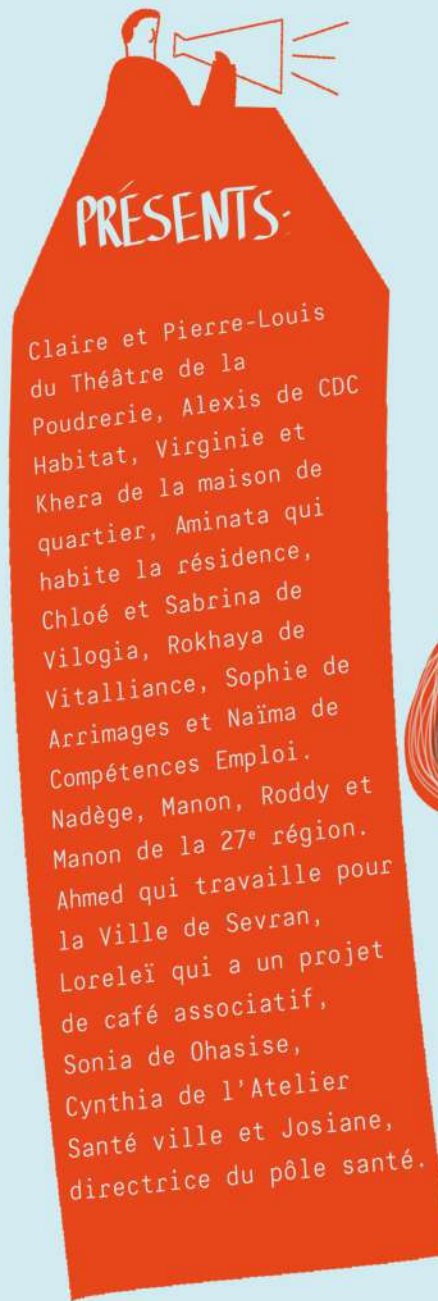 PRÉSENTS:
Claire et Pierre-Louis
du Théâtre de la
Poudrerie, Alexis de CDC
Habitat, Virginie et
Khera de la maison de
quartier, Aminata qui
habite la résidence,
Chloé et Sabrina de
Vilogia, Rokhaya de
Vitalliance, Sophie de
Arrimages et Naïma de
Compétences Emploi.
Nadège, Manon, Roddy et
Manon de la 27e région.
Ahmed qui travaille pour
la Ville de Sevran,
Loreleï qui a un projet
de café associatif,
Sonia de Ohasise,
Cynthia de l'Atelier
Santé ville et Josiane,
directrice du pôle santé.